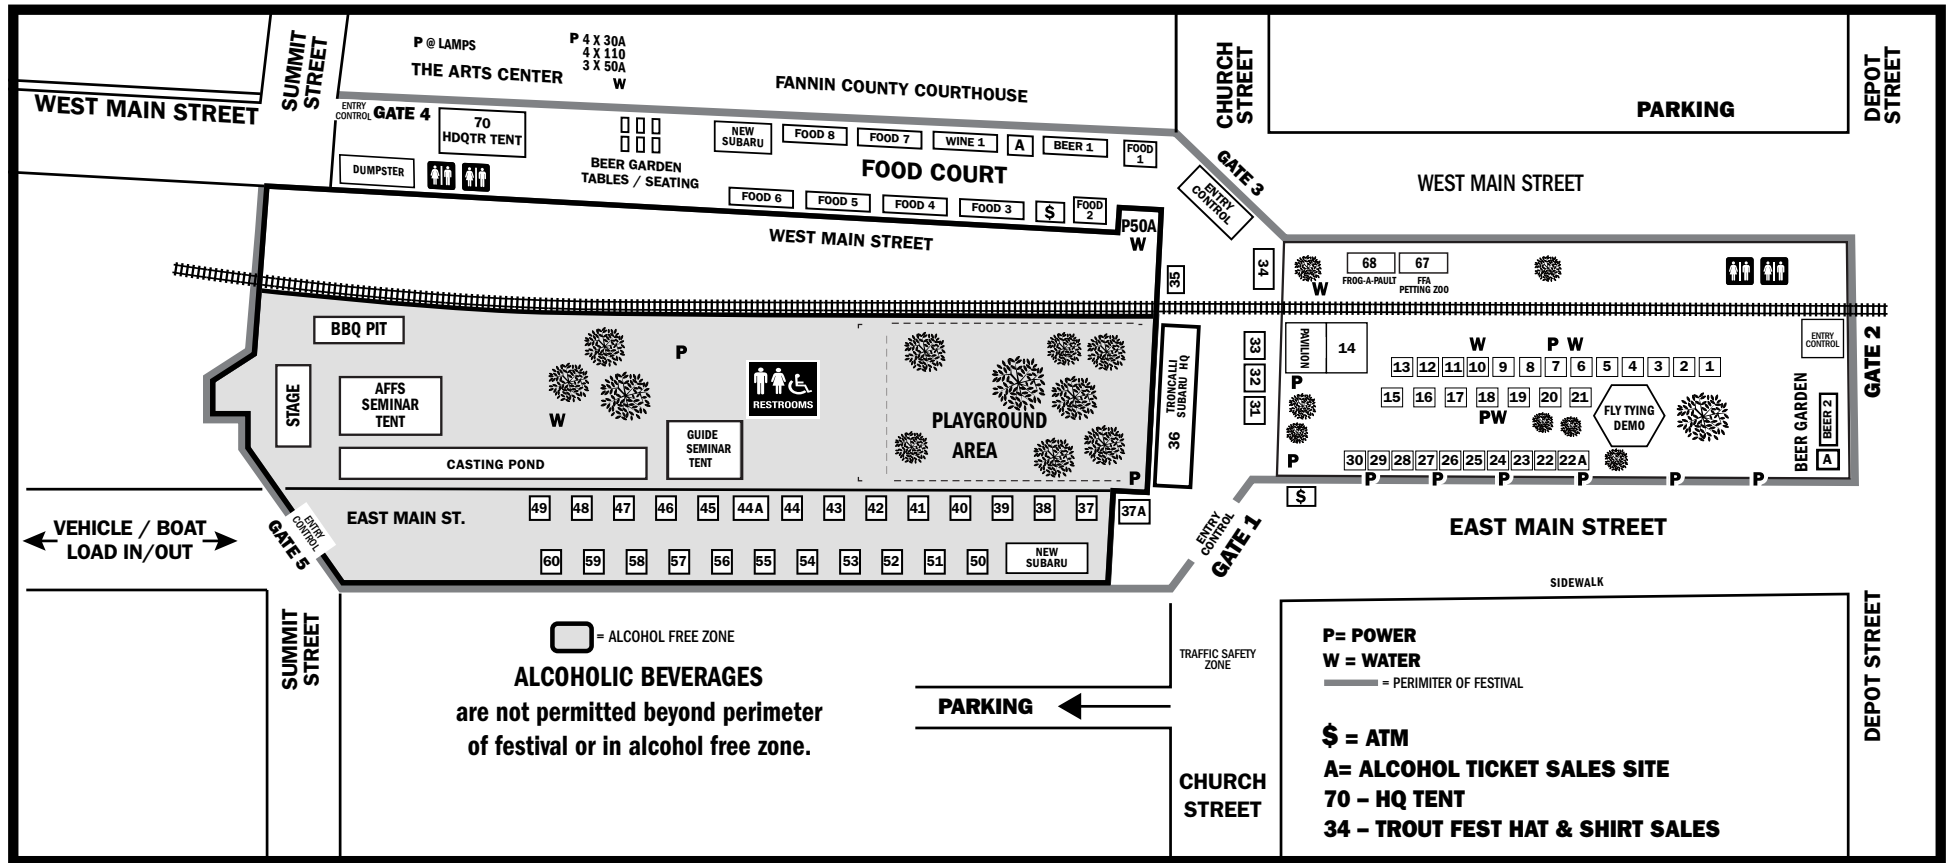 SUMMIT
STREET
P @ LAMPS
P 4 X 30A
4 X 110
3 X 50A
W
THE ARTS CENTER
FANNIN COUNTY COURTHOUSE
CHURCH
STREET
PARKING
DEPOT
STREET
WEST MAIN STREET
ENTRY
CONTROL
GATE 4
70
HDQTR TENT
NEW
SUBARU
FOOD 8
FOOD 7
WINE 1
A
BEER 1
FOOD
1
DUMPSTER
BEER GARDEN
TABLES / SEATING
FOOD COURT
GATE 3
ENTRY
CONTROL
WEST MAIN STREET
FOOD 6
FOOD 5
FOOD 4
FOOD 3
$
FOOD
2
P50A
W
WEST MAIN STREET
35
34
W
68
FROG-A-PAULT
67
FFA
PETTING ZOO
BBQ PIT
P
STAGE
AFFS
SEMINAR
TENT
W
RESTROOMS
GUIDE
SEMINAR
TENT
CASTING POND
PLAYGROUND
AREA
P
TRONCALLI
SUBARU HQ
36
33
32
31
PAVILION
14
P
P
W
P W
13 12 11 10 9 8 7 6 5 4 3 2 1
15 16 17 18 19 20 21
PW
FLY TYING
DEMO
30 29 28 27 26 25 24 23 22 22A
P P P P P P
ENTRY
CONTROL
GATE 2
BEER GARDEN
BEER 2
A
$
EAST MAIN ST.
49 48 47 46 45 44A 44 43 42 41 40 39 38 37
37A
60 59 58 57 56 55 54 53 52 51 50
NEW
SUBARU
VEHICLE / BOAT
LOAD IN/OUT
ENTRY
CONTROL
GATE 5
ENTRY
CONTROL
GATE 1
EAST MAIN STREET
SIDEWALK
SUMMIT
STREET
= ALCOHOL FREE ZONE
ALCOHOLIC BEVERAGES
are not permitted beyond perimeter
of festival or in alcohol free zone.
TRAFFIC SAFETY
ZONE
PARKING
CHURCH
STREET
P= POWER
W = WATER
= PERIMITER OF FESTIVAL
$ = ATM
A= ALCOHOL TICKET SALES SITE
70 – HQ TENT
34 – TROUT FEST HAT & SHIRT SALES
DEPOT STREET